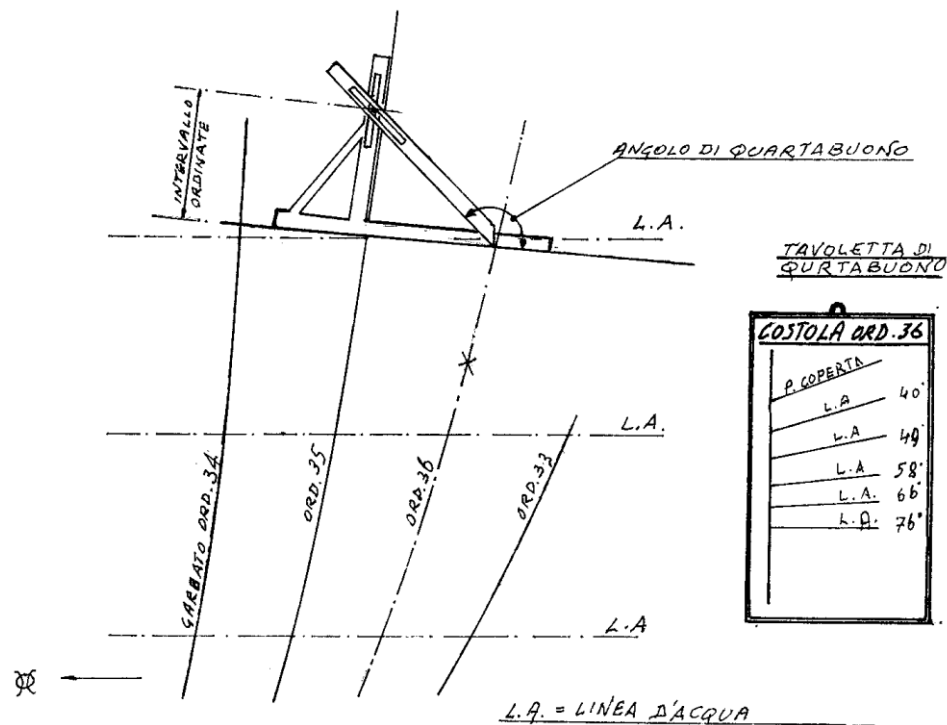 INTERVALLO
ORDINATE
ANGOLO DI QUARTABUONO
L.A.
TAVOLETTA DI
QURTABUONO
COSTOLA ORD.36
P. COPERTA
L.A 40°
L.A 49°
L.A 58°
L.A. 66°
L.A. 76°
L.A.
GARBATO ORD.34
ORD.35
ORD.36
ORD.33
L.A
L.A. = LINEA D'ACQUA